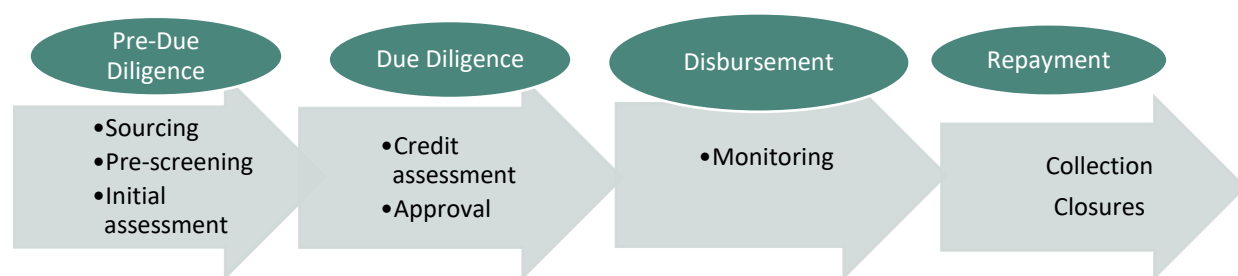 Pre-Due
Diligence
•Sourcing
•Pre-screening
•Initial
assessment
Due Diligence
•Credit
assessment
•Approval
Disbursement
•Monitoring
Repayment
Collection
Closures